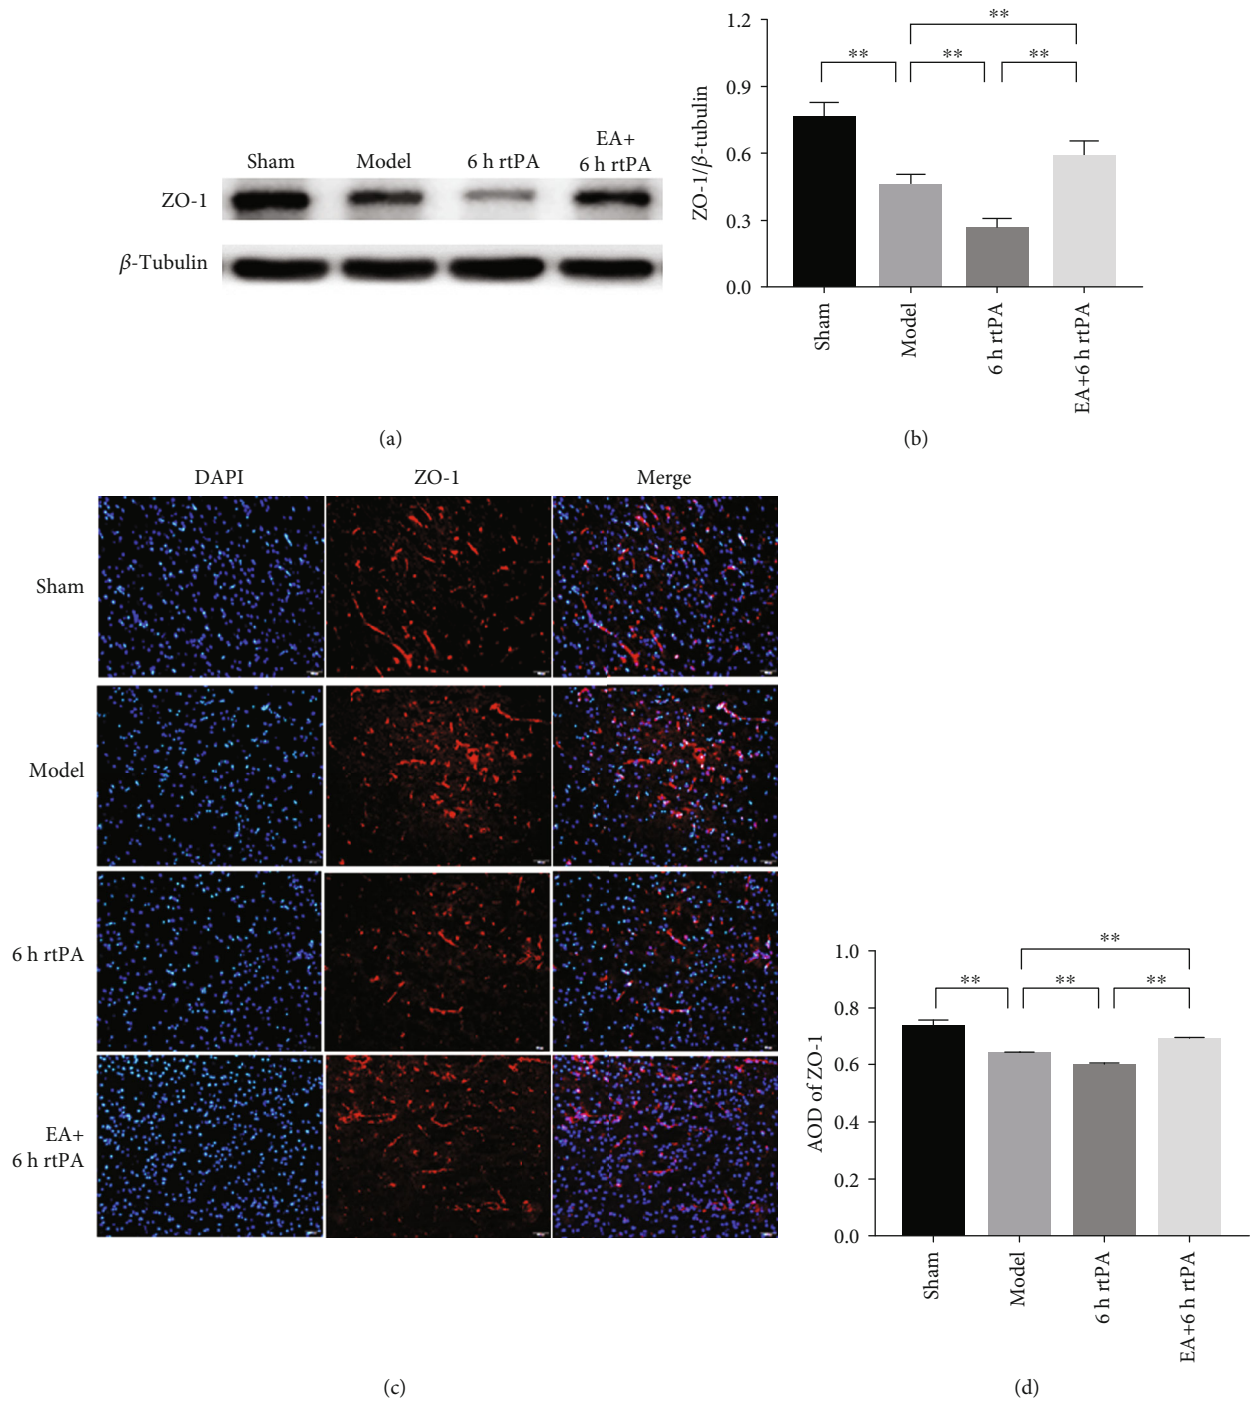 Sham
Model
6 h rtPA
EA+
6 h rtPA
ZO-1
β-Tubulin
(a)
1.2
0.9
0.6
0.3
0.0
ZO-1/β-tubulin
**
**
**
**
Sham
Model
6 h rtPA
EA+6 h rtPA
(b)
DAPI
ZO-1
Merge
Sham
Model
6 h rtPA
EA+
6 h rtPA
(c)
1.0
0.8
0.6
0.4
0.2
0.0
AOD of ZO-1
**
**
**
**
Sham
Model
6 h rtPA
EA+6 h rtPA
(d)